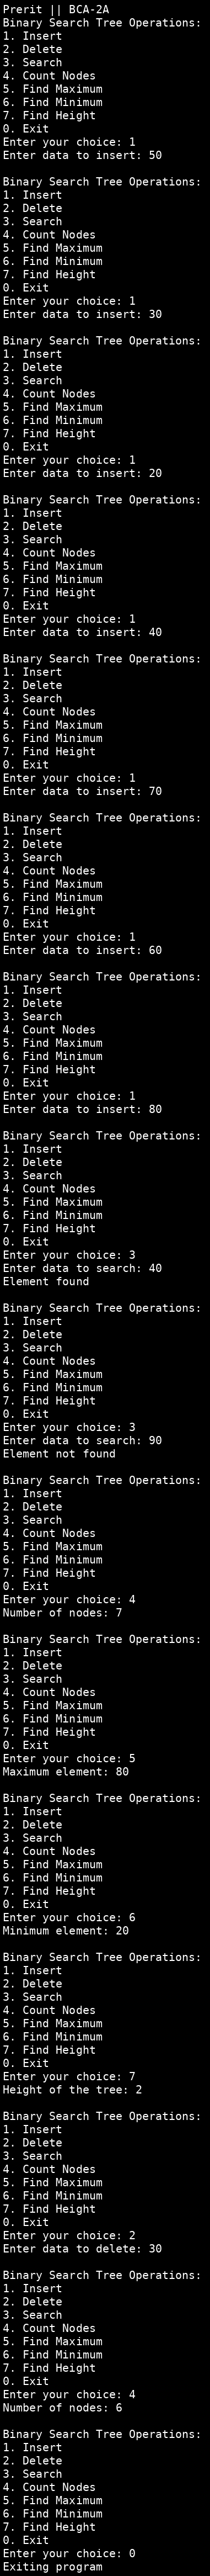 Prerit || BCA-2A
Binary Search Tree Operations:
1. Insert
2. Delete
3. Search
4. Count Nodes
5. Find Maximum
6. Find Minimum
7. Find Height
0. Exit
Enter your choice: 1
Enter data to insert: 50

Binary Search Tree Operations:
1. Insert
2. Delete
3. Search
4. Count Nodes
5. Find Maximum
6. Find Minimum
7. Find Height
0. Exit
Enter your choice: 1
Enter data to insert: 30

Binary Search Tree Operations:
1. Insert
2. Delete
3. Search
4. Count Nodes
5. Find Maximum
6. Find Minimum
7. Find Height
0. Exit
Enter your choice: 1
Enter data to insert: 20

Binary Search Tree Operations:
1. Insert
2. Delete
3. Search
4. Count Nodes
5. Find Maximum
6. Find Minimum
7. Find Height
0. Exit
Enter your choice: 1
Enter data to insert: 40

Binary Search Tree Operations:
1. Insert
2. Delete
3. Search
4. Count Nodes
5. Find Maximum
6. Find Minimum
7. Find Height
0. Exit
Enter your choice: 1
Enter data to insert: 70

Binary Search Tree Operations:
1. Insert
2. Delete
3. Search
4. Count Nodes
5. Find Maximum
6. Find Minimum
7. Find Height
0. Exit
Enter your choice: 1
Enter data to insert: 60

Binary Search Tree Operations:
1. Insert
2. Delete
3. Search
4. Count Nodes
5. Find Maximum
6. Find Minimum
7. Find Height
0. Exit
Enter your choice: 1
Enter data to insert: 80

Binary Search Tree Operations:
1. Insert
2. Delete
3. Search
4. Count Nodes
5. Find Maximum
6. Find Minimum
7. Find Height
0. Exit
Enter your choice: 3
Enter data to search: 40
Element found

Binary Search Tree Operations:
1. Insert
2. Delete
3. Search
4. Count Nodes
5. Find Maximum
6. Find Minimum
7. Find Height
0. Exit
Enter your choice: 3
Enter data to search: 90
Element not found

Binary Search Tree Operations:
1. Insert
2. Delete
3. Search
4. Count Nodes
5. Find Maximum
6. Find Minimum
7. Find Height
0. Exit
Enter your choice: 4
Number of nodes: 7

Binary Search Tree Operations:
1. Insert
2. Delete
3. Search
4. Count Nodes
5. Find Maximum
6. Find Minimum
7. Find Height
0. Exit
Enter your choice: 5
Maximum element: 80

Binary Search Tree Operations:
1. Insert
2. Delete
3. Search
4. Count Nodes
5. Find Maximum
6. Find Minimum
7. Find Height
0. Exit
Enter your choice: 6
Minimum element: 20

Binary Search Tree Operations:
1. Insert
2. Delete
3. Search
4. Count Nodes
5. Find Maximum
6. Find Minimum
7. Find Height
0. Exit
Enter your choice: 7
Height of the tree: 2

Binary Search Tree Operations:
1. Insert
2. Delete
3. Search
4. Count Nodes
5. Find Maximum
6. Find Minimum
7. Find Height
0. Exit
Enter your choice: 2
Enter data to delete: 30

Binary Search Tree Operations:
1. Insert
2. Delete
3. Search
4. Count Nodes
5. Find Maximum
6. Find Minimum
7. Find Height
0. Exit
Enter your choice: 4
Number of nodes: 6

Binary Search Tree Operations:
1. Insert
2. Delete
3. Search
4. Count Nodes
5. Find Maximum
6. Find Minimum
7. Find Height
0. Exit
Enter your choice: 0
Exiting program